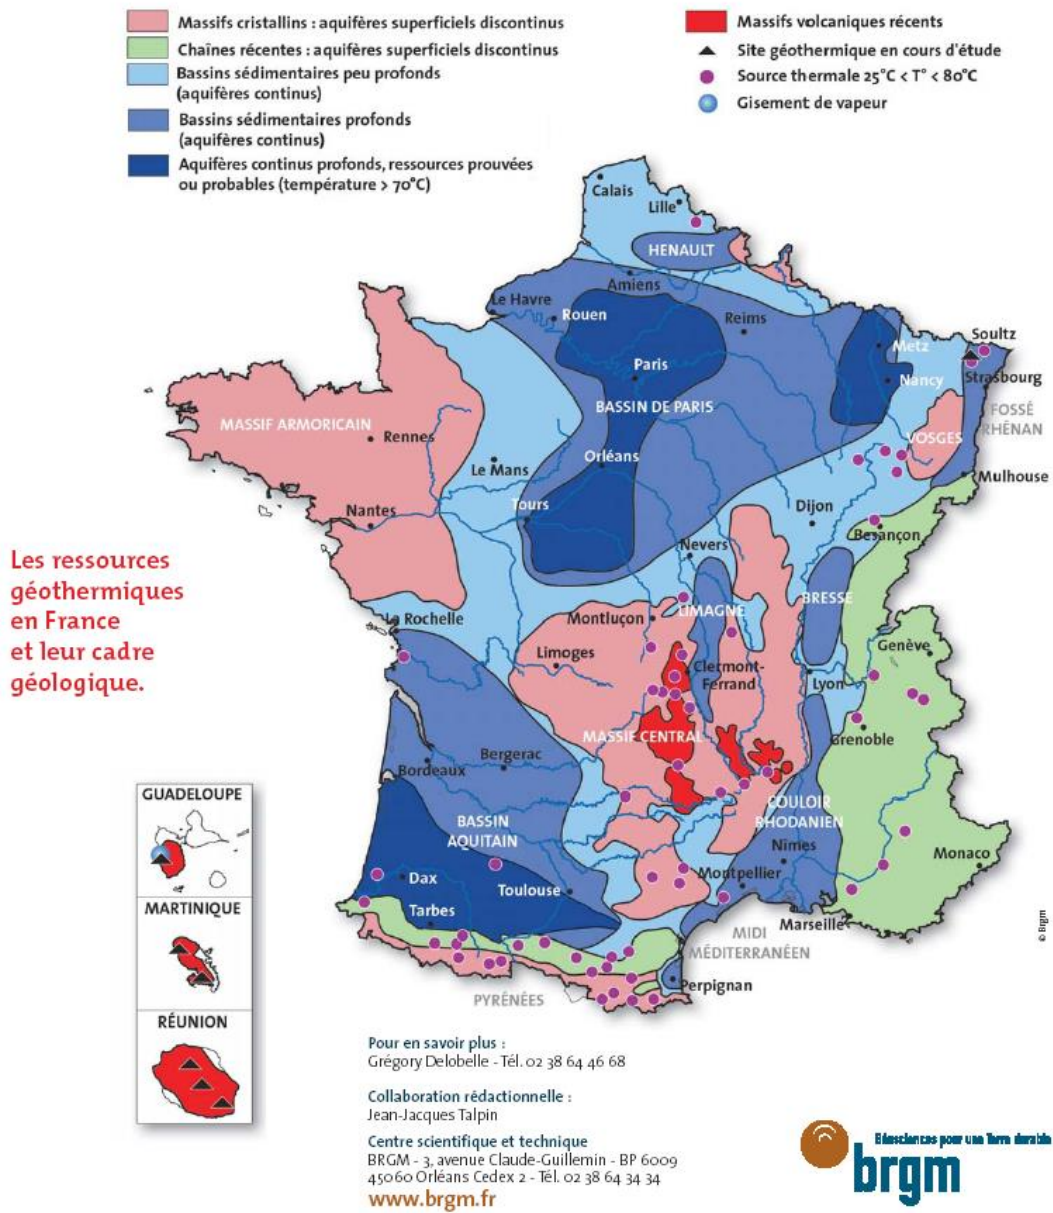 Massifs cristallins : aquifères superficiels discontinus
Chaînes récentes : aquifères superficiels discontinus
Bassins sédimentaires peu profonds
(aquifères continus)
Bassins sédimentaires profonds
(aquifères continus)
Aquifères continus profonds, ressources prouvées
ou probables (température > 70°C)
Massifs volcaniques récents
Site géothermique en cours d'étude
Source thermale 25°C < T° < 80°C
Gisement de vapeur
Calais
Lille
HENAULT
Amiens
Le Havre
Rouen
Reims
Soultz
Metz
Paris
Nancy
Strasbourg
BASSIN DE PARIS
FOSSÉ
RHÉNAN
MASSIF ARMORICAIN
Rennes
VOSGES
Orléans
Le Mans
Mulhouse
Tours
Nantes
Dijon
Besançon
Nevers
Les ressources
géothermiques
en France
et leur cadre
géologique.
BRESSE
LIMAGNE
La Rochelle
Montluçon
Genève
Limoges
Clermont-
Ferrand
Lyon
MASSIF CENTRAL
Grenoble
Bergerac
Bordeaux
GUADELOUPE
COULOIR
RHODANIEN
BASSIN
AQUITAIN
Nîmes
Monaco
Montpellier
Dax
Toulouse
MARTINIQUE
Tarbes
Marseille
MIDI
MÉDITERRANÉEN
© Brgm
Perpignan
PYRÉNÉES
RÉUNION
Pour en savoir plus :
Grégory Delobelle - Tél. 02 38 64 46 68
Collaboration rédactionnelle :
Jean-Jacques Talpin
Centre scientifique et technique
BRGM - 3, avenue Claude-Guillemin - BP 6009
45060 Orléans Cedex 2 - Tél. 02 38 64 34 34
www.brgm.fr
Géosciences pour une Terre durable
brgm